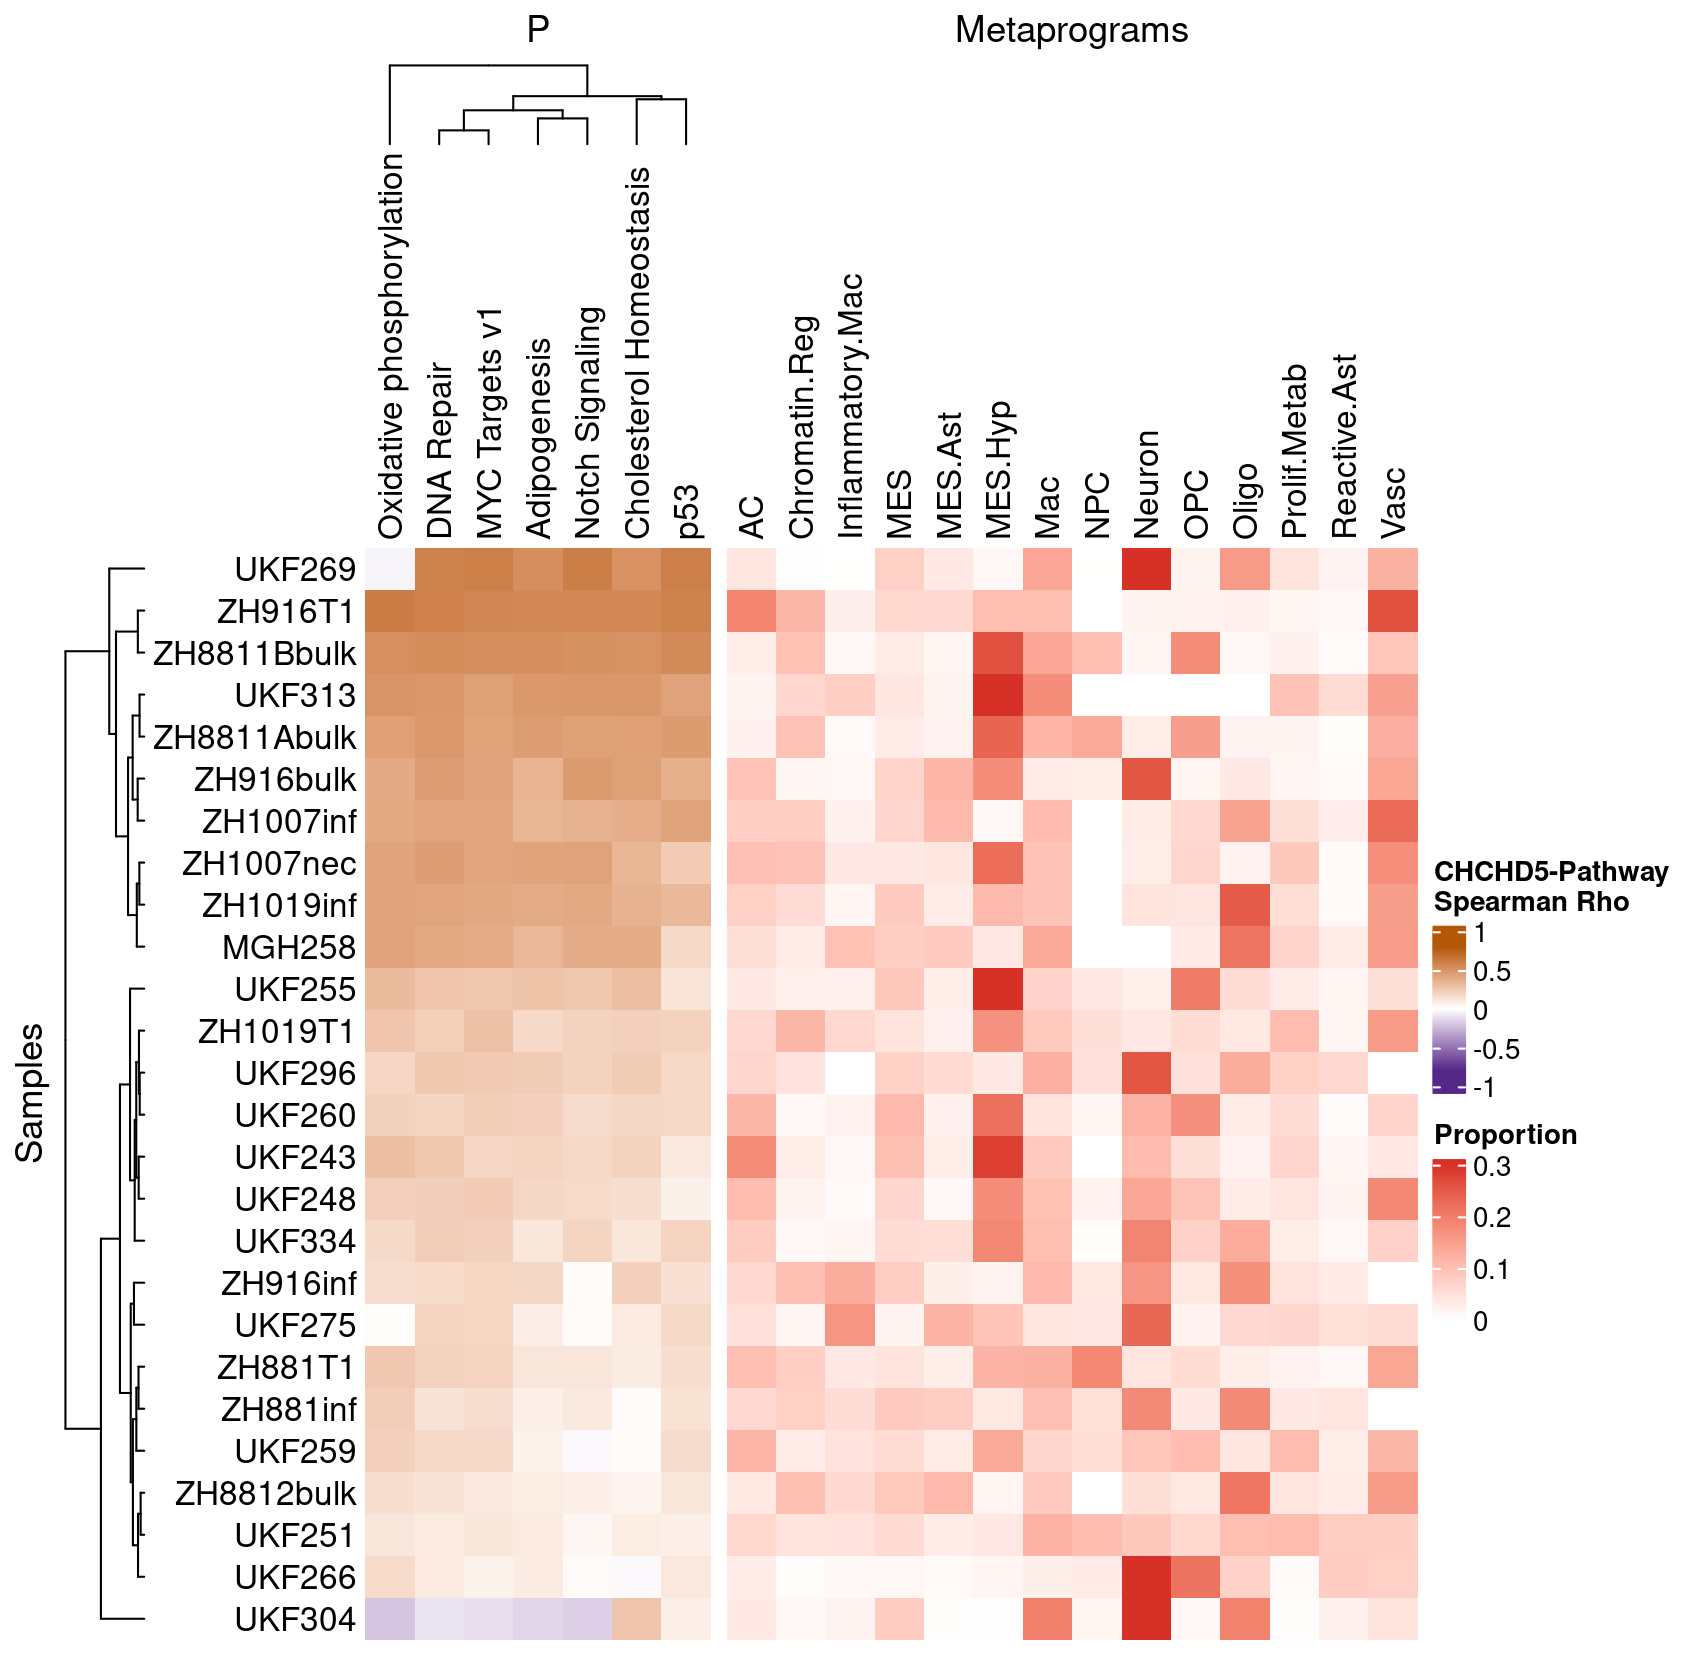 P
Metaprograms
Oxidative phosphorylation
DNA Repair
MYC Targets v1
Adipogenesis
Notch Signaling
Cholesterol Homeostasis
p53
AC
Chromatin.Reg
Inflammatory.Mac
MES
MES.Ast
MES.Hyp
Mac
NPC
Neuron
OPC
Oligo
Prolif.Metab
Reactive.Ast
Vasc
Samples
UKF269
ZH916T1
ZH8811Bbulk
UKF313
ZH8811Abulk
ZH916bulk
ZH1007inf
ZH1007nec
ZH1019inf
MGH258
UKF255
ZH1019T1
UKF296
UKF260
UKF243
UKF248
UKF334
ZH916inf
UKF275
ZH881T1
ZH881inf
UKF259
ZH8812bulk
UKF251
UKF266
UKF304
CHCHD5-Pathway
Spearman Rho
1
0.5
0
-0.5
-1
Proportion
0.3
0.2
0.1
0